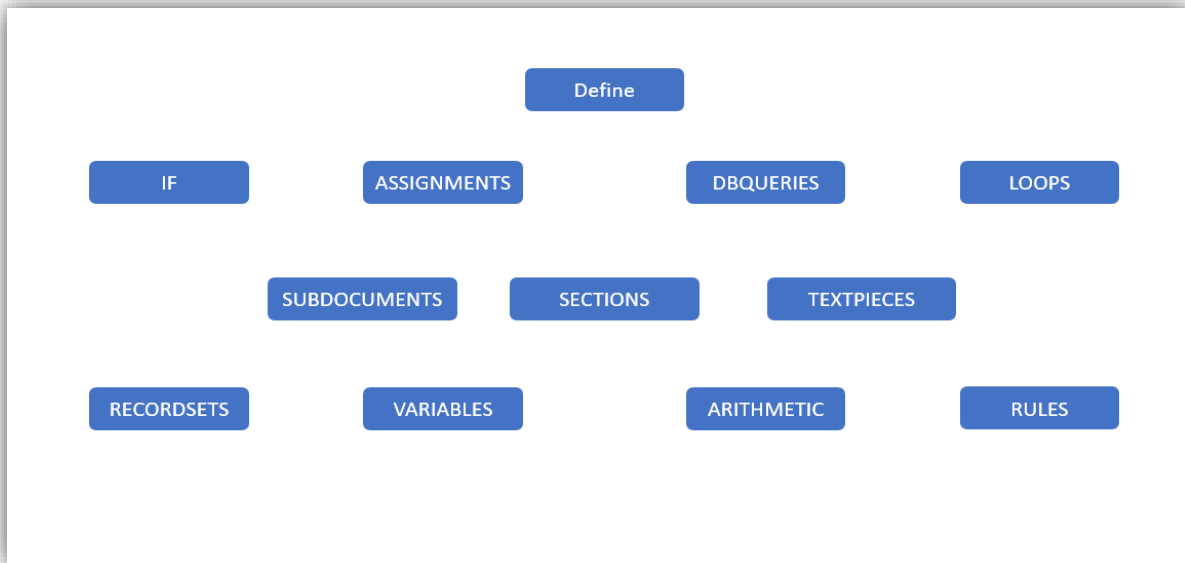 Define
IF ASSIGNMENTS DBQUERIES LOOPS
SUBDOCUMENTS SECTIONS TEXTPIECES
RECORDSETS VARIABLES ARITHMETIC RULES